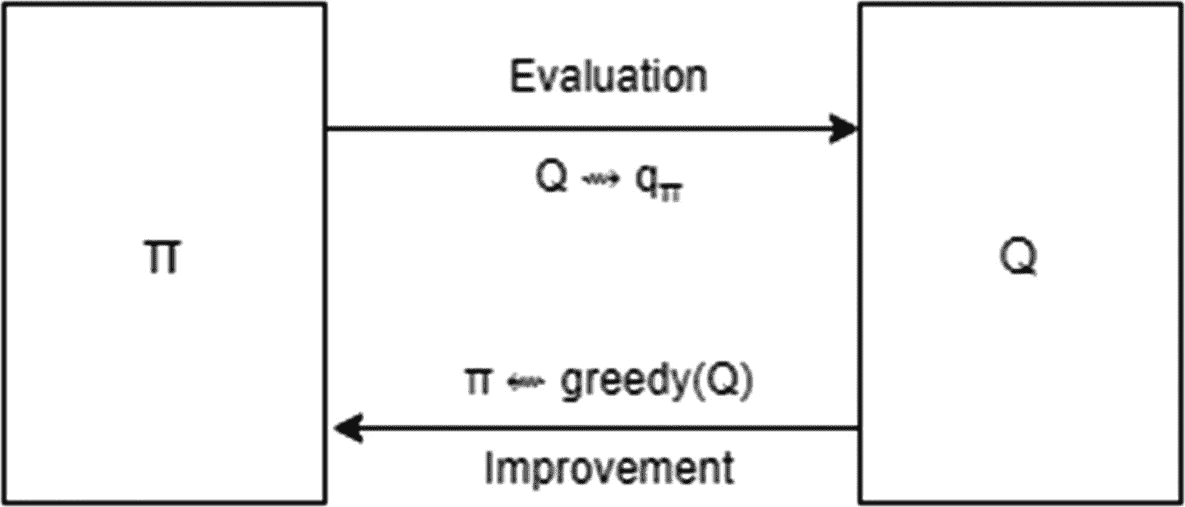 Evaluation
Q ⇝ qπ
π
Q
π ⇜ greedy(Q)
Improvement